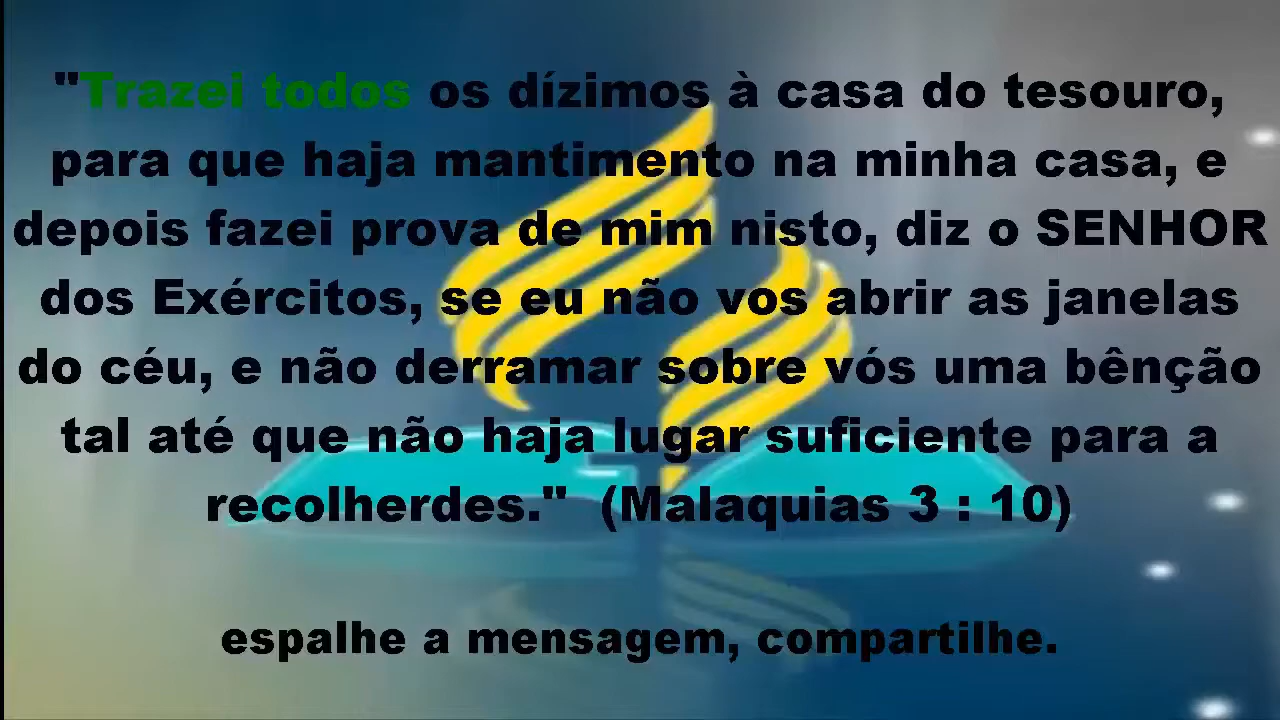 "Trazei todos os dízimos à casa do tesouro,
para que haja mantimento na minha casa, e
depois fazei prova de mim nisto, diz o SENHOR
dos Exércitos, se eu não vos abrir as janelas
do céu, e não derramar sobre vós uma bênção
tal até que não haja lugar suficiente para a
recolherdes." (Malaquias 3 : 10)
espalhe a mensagem, compartilhe.